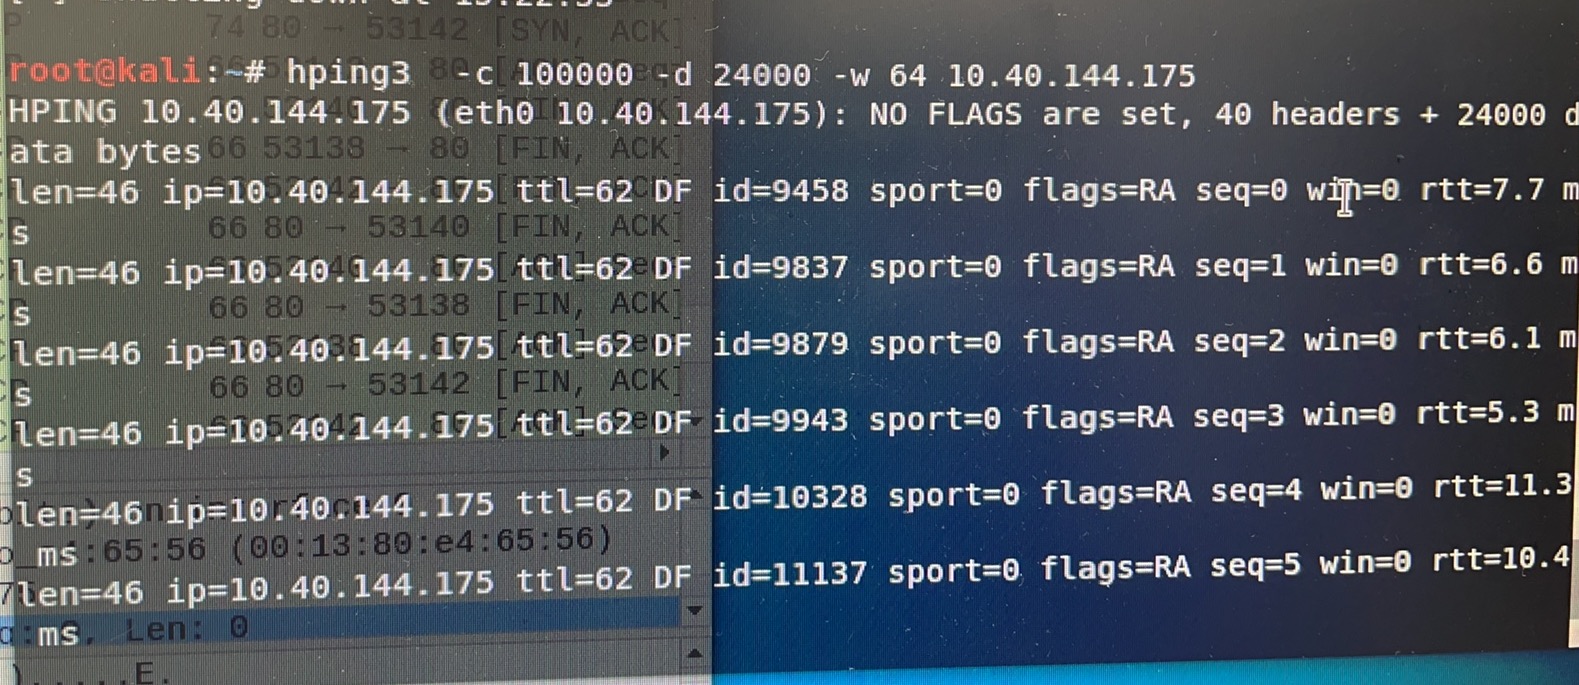 74 80 → 53142 [SYN, ACK]
root@kali:~# hping3 -c 100000 -d 24000 -w 64 10.40.144.175
HPING 10.40.144.175 (eth0 10.40.144.175): NO FLAGS are set, 40 headers + 24000 d
ata bytes
66 53138 → 80 [FIN, ACK]
len=46 ip=10.40.144.175 ttl=62 DF id=9458 sport=0 flags=RA seq=0 win=0 rtt=7.7 m
s
66 80 → 53140 [FIN, ACK]
len=46 ip=10.40.144.175 ttl=62 DF id=9837 sport=0 flags=RA seq=1 win=0 rtt=6.6 m
s
66 80 → 53138 [FIN, ACK]
len=46 ip=10.40.144.175 ttl=62 DF id=9879 sport=0 flags=RA seq=2 win=0 rtt=6.1 m
s
66 80 → 53142 [FIN, ACK]
len=46 ip=10.40.144.175 ttl=62 DF id=9943 sport=0 flags=RA seq=3 win=0 rtt=5.3 m
s
len=46 ip=10.40.144.175 ttl=62 DF id=10328 sport=0 flags=RA seq=4 win=0 rtt=11.3
ms
:65:56 (00:13:80:e4:65:56)
len=46 ip=10.40.144.175 ttl=62 DF id=11137 sport=0 flags=RA seq=5 win=0 rtt=10.4
ms
, Len: 0
).....E.